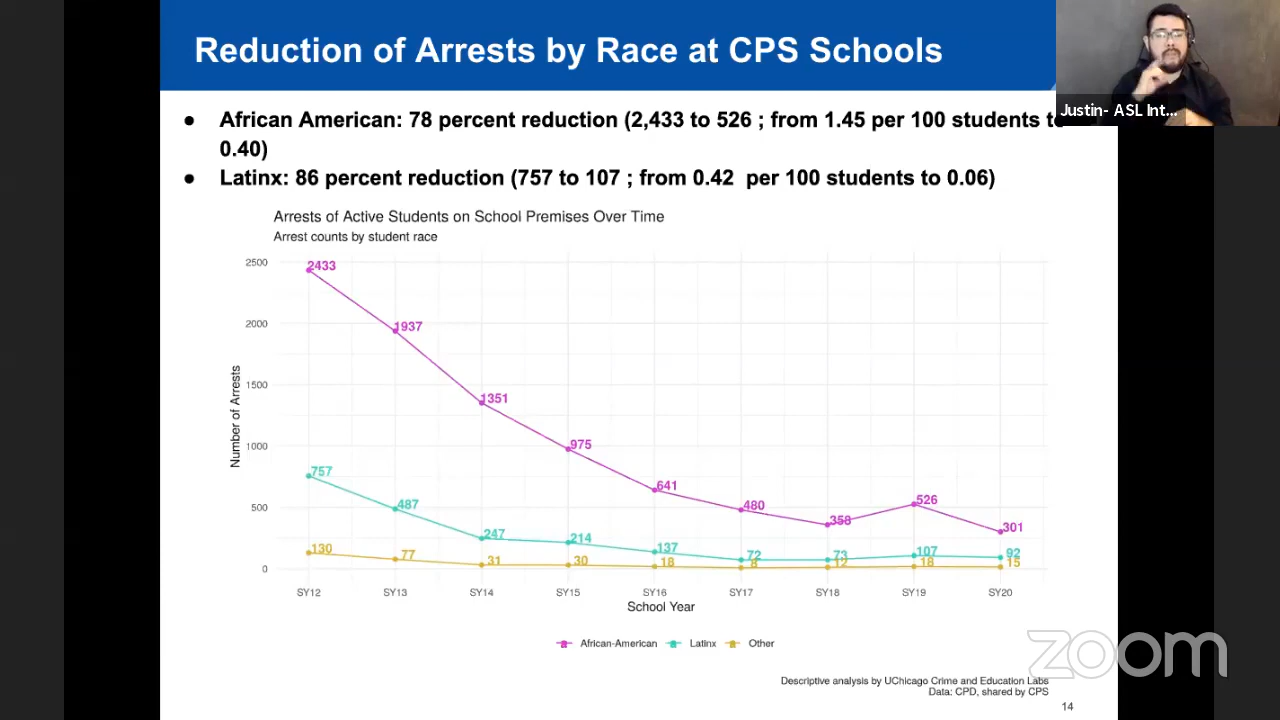 Reduction of Arrests by Race at CPS Schools
Justin- ASL Int...
● African American: 78 percent reduction (2,433 to 526 ; from 1.45 per 100 students to
0.40)
● Latinx: 86 percent reduction (757 to 107 ; from 0.42 per 100 students to 0.06)
Arrests of Active Students on School Premises Over Time
Arrest counts by student race
Number of Arrests
2500
2000
1500
1000
500
0
2433
1937
1351
975
641
480
358
526
301
757
487
247
214
137
72
73
107
92
130
77
31
30
18
8
12
18
15
SY12 SY13 SY14 SY15 SY16 SY17 SY18 SY19 SY20
School Year
African-American Latinx Other
zoom
Descriptive analysis by UChicago Crime and Education Labs
Data: CPD, shared by CPS
14